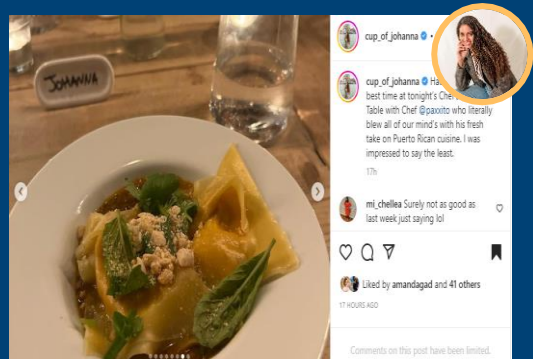 JOHANNA
cup_of_johanna •
cup_of_johanna
best time at tonight's
Table with Chef @paxxito who literally
blew all of our mind's with his fresh
take on Puerto Rican cuisine. I was
impressed to say the least.
17h
mi_chellea Surely not as good as
last week just saying lol
Liked by amandagad and 41 others
17 HOURS AGO
Comments on this post have been limited.